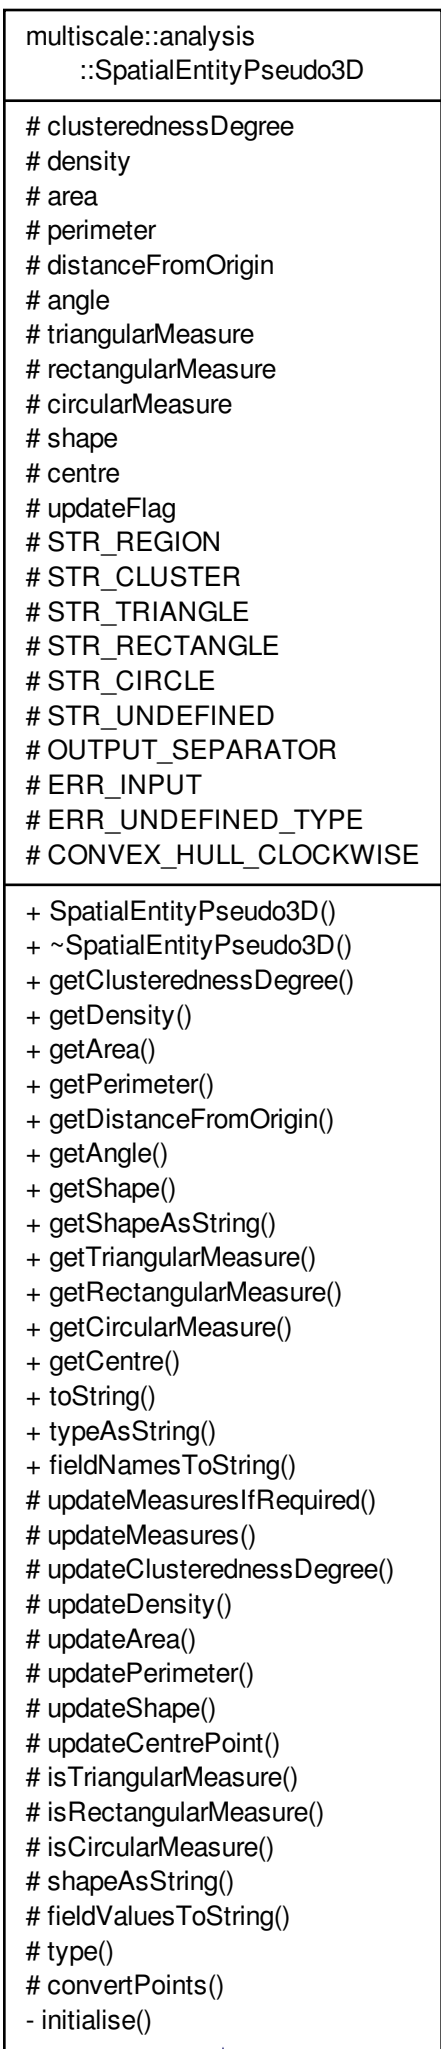 multiscale::analysis
::SpatialEntityPseudo3D
# clusterednessDegree
# density
# area
# perimeter
# distanceFromOrigin
# angle
# triangularMeasure
# rectangularMeasure
# circularMeasure
# shape
# centre
# updateFlag
# STR_REGION
# STR_CLUSTER
# STR_TRIANGLE
# STR_RECTANGLE
# STR_CIRCLE
# STR_UNDEFINED
# OUTPUT_SEPARATOR
# ERR_INPUT
# ERR_UNDEFINED_TYPE
# CONVEX_HULL_CLOCKWISE
+ SpatialEntityPseudo3D()
+ ~SpatialEntityPseudo3D()
+ getClusterednessDegree()
+ getDensity()
+ getArea()
+ getPerimeter()
+ getDistanceFromOrigin()
+ getAngle()
+ getShape()
+ getShapeAsString()
+ getTriangularMeasure()
+ getRectangularMeasure()
+ getCircularMeasure()
+ getCentre()
+ toString()
+ typeAsString()
+ fieldNamesToString()
# updateMeasuresIfRequired()
# updateMeasures()
# updateClusterednessDegree()
# updateDensity()
# updateArea()
# updatePerimeter()
# updateShape()
# updateCentrePoint()
# isTriangularMeasure()
# isRectangularMeasure()
# isCircularMeasure()
# shapeAsString()
# fieldValuesToString()
# type()
# convertPoints()
- initialise()